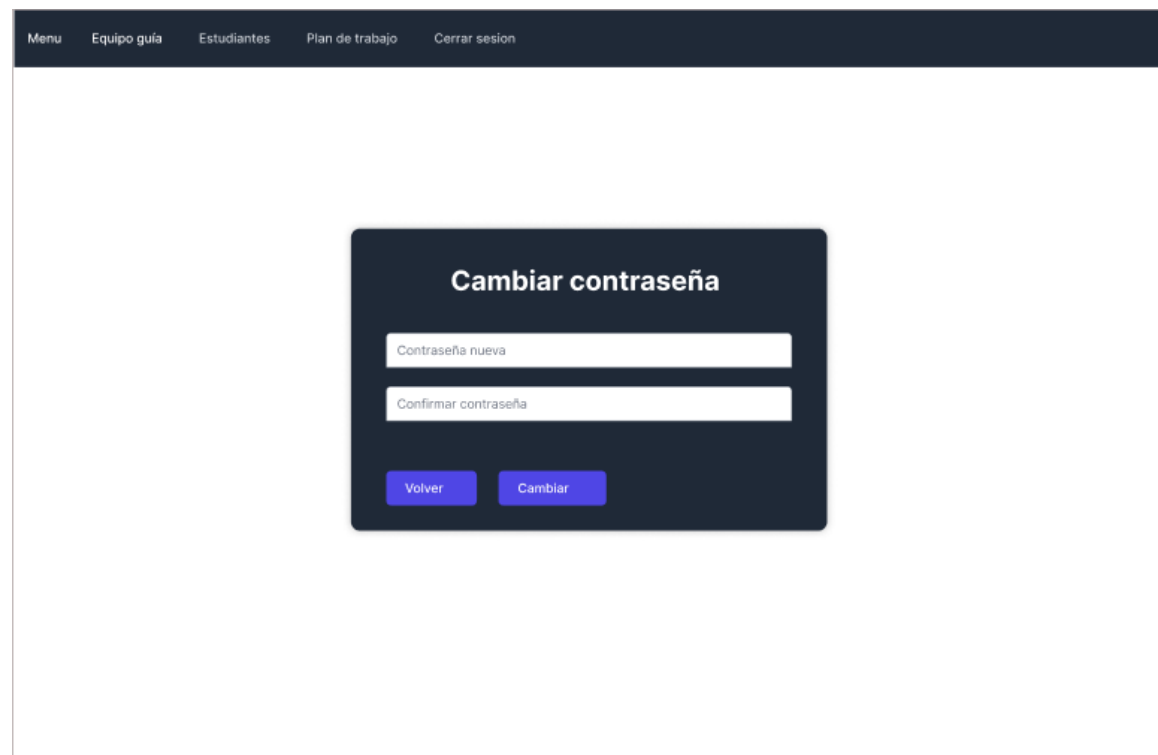 Menu Equipo guía Estudiantes Plan de trabajo Cerrar sesion
Cambiar contraseña
Contraseña nueva
Confirmar contraseña
Volver Cambiar